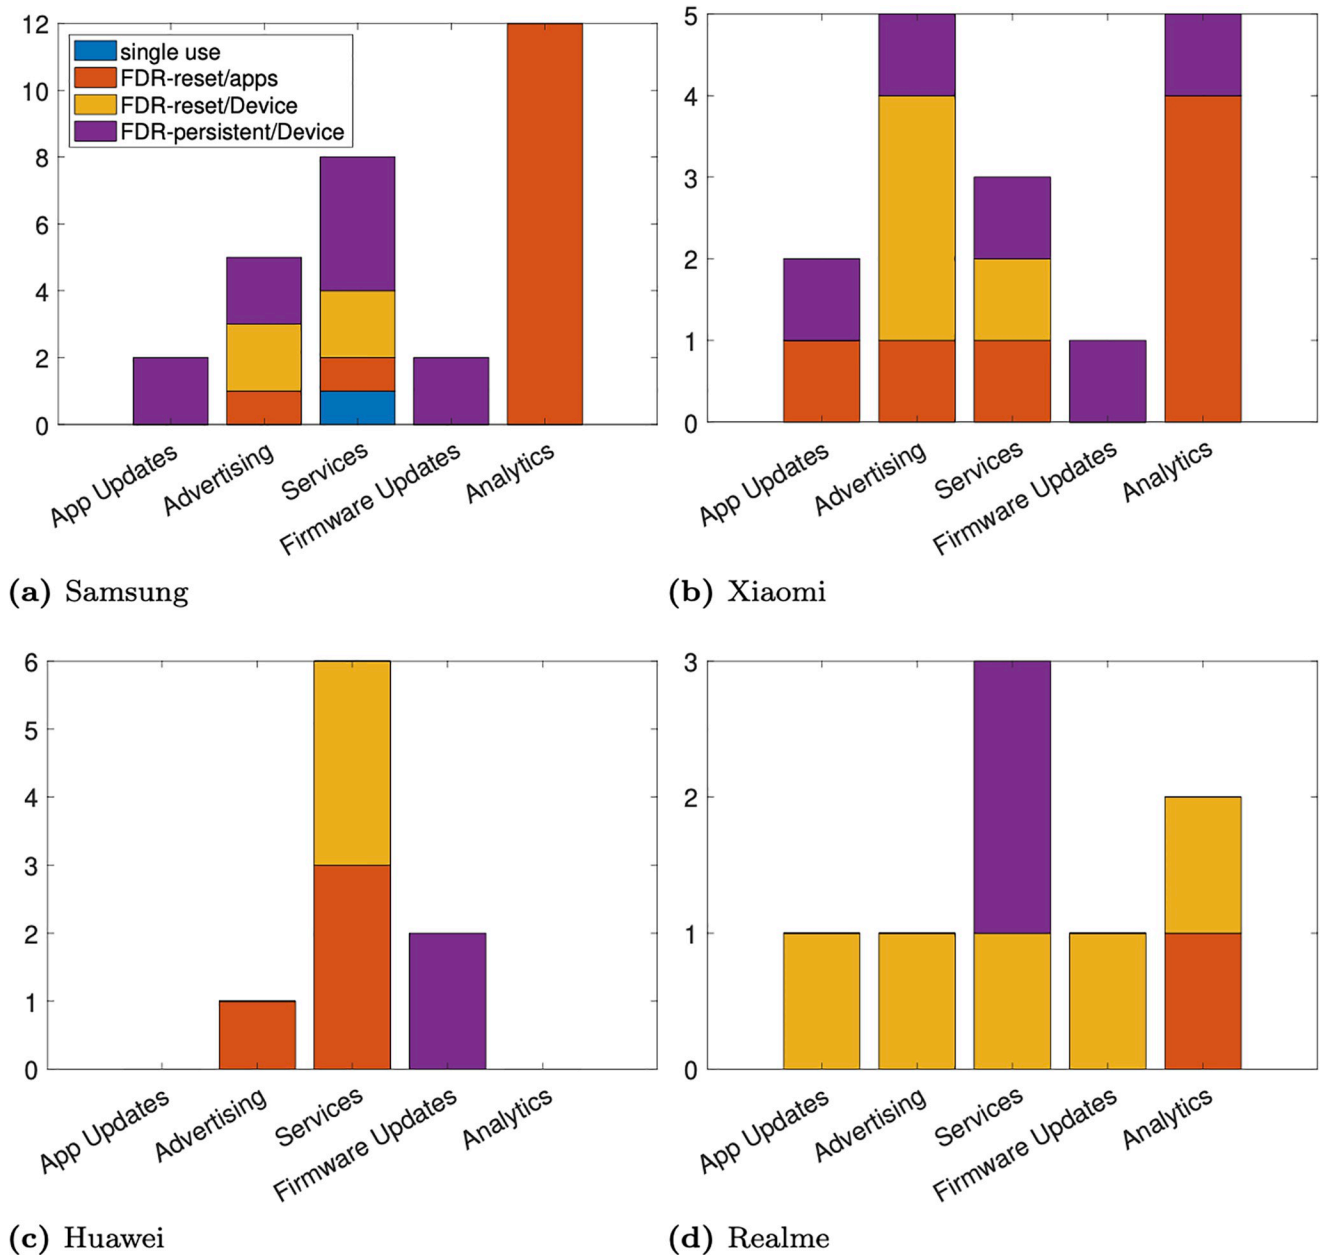 12
10
8
6
4
2
0
single use
FDR-reset/apps
FDR-reset/Device
FDR-persistent/Device
App Updates
Advertising
Services
Firmware Updates
Analytics
(a) Samsung
5
4
3
2
1
0
App Updates
Advertising
Services
Firmware Updates
Analytics
(b) Xiaomi
6
5
4
3
2
1
0
App Updates
Advertising
Services
Firmware Updates
Analytics
(c) Huawei
3
2
1
0
App Updates
Advertising
Services
Firmware Updates
Analytics
(d) Realme